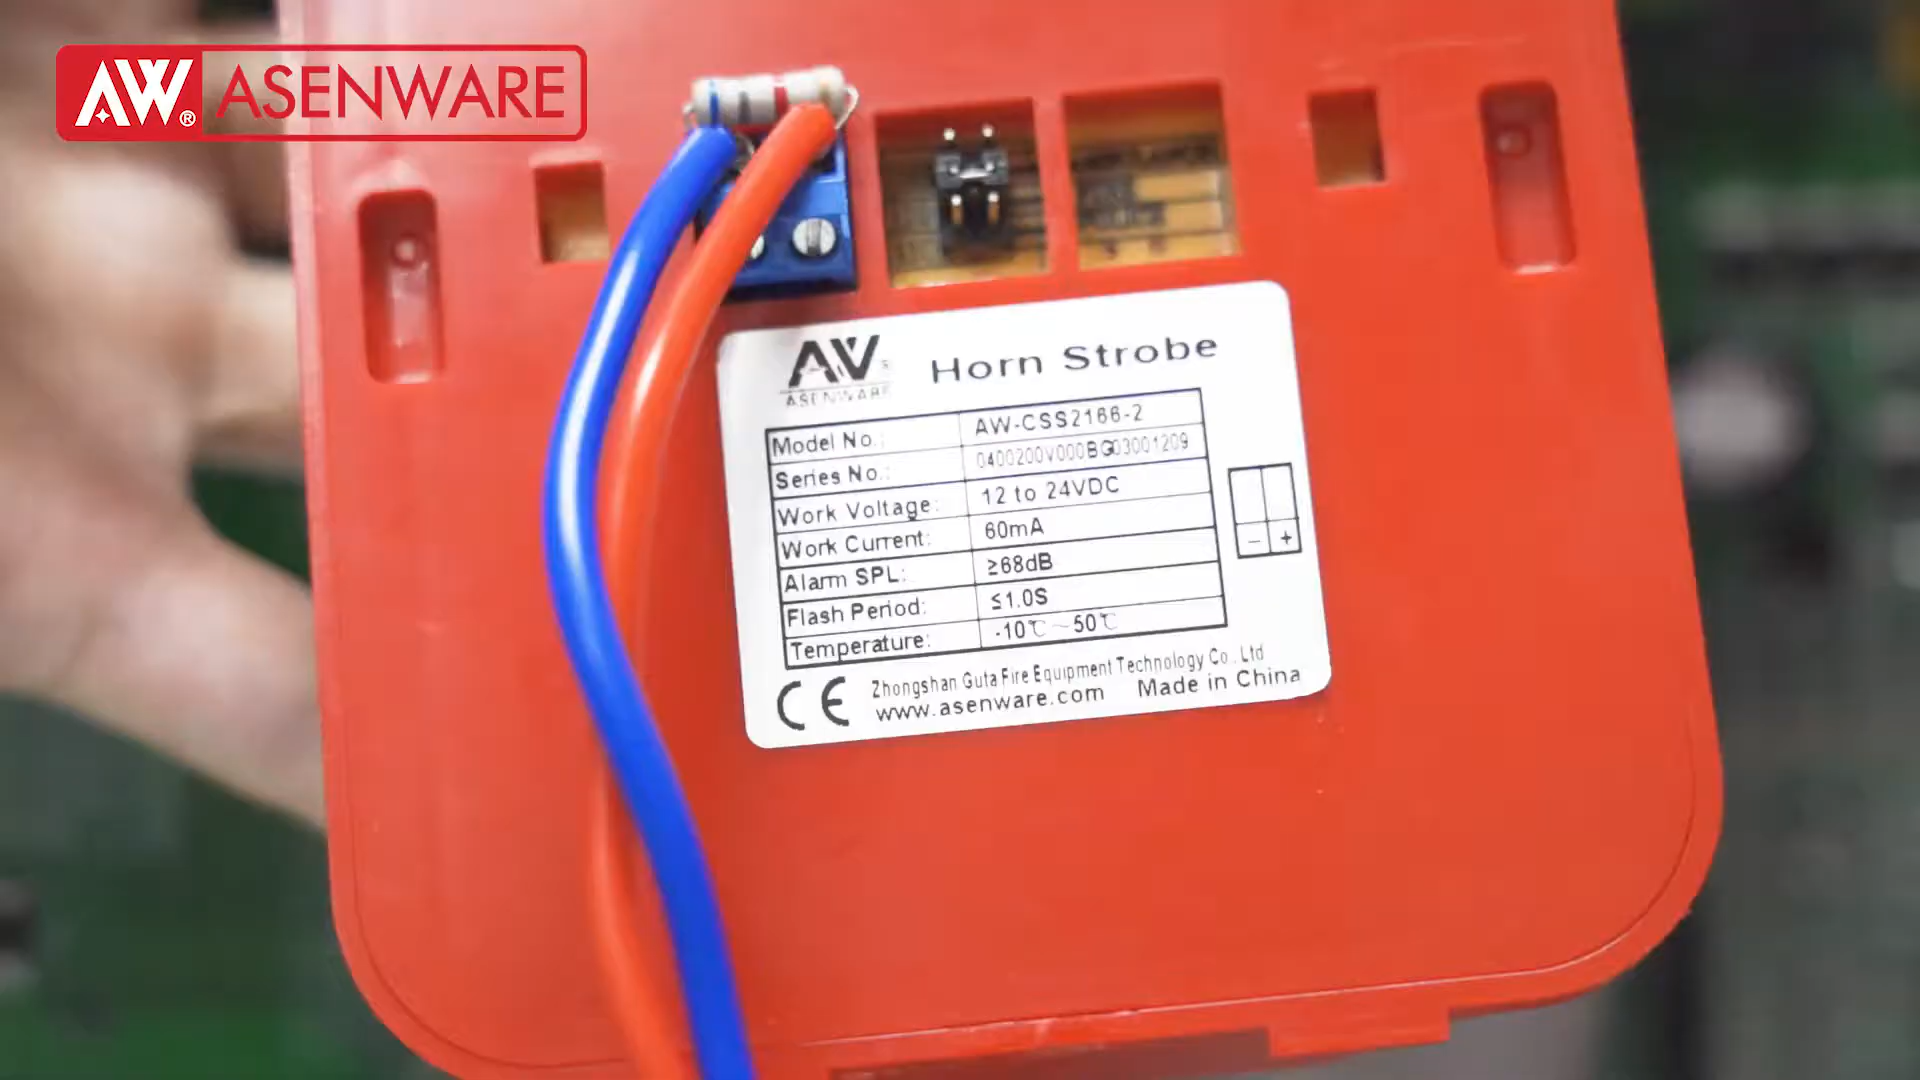 AW® ASENWARE
AW ASENWARE
Horn Strobe
Model No.: AW-CSS2166-2
Series No.: 0400200V000BG03001209
Work Voltage: 12 to 24VDC
Work Current: 60mA
Alarm SPL: ≥68dB
Flash Period: ≤1.0S
Temperature: -10℃~50℃
- +
CE
Zhongshan Guta Fire Equipment Technology Co., Ltd
www.asenware.com Made in China